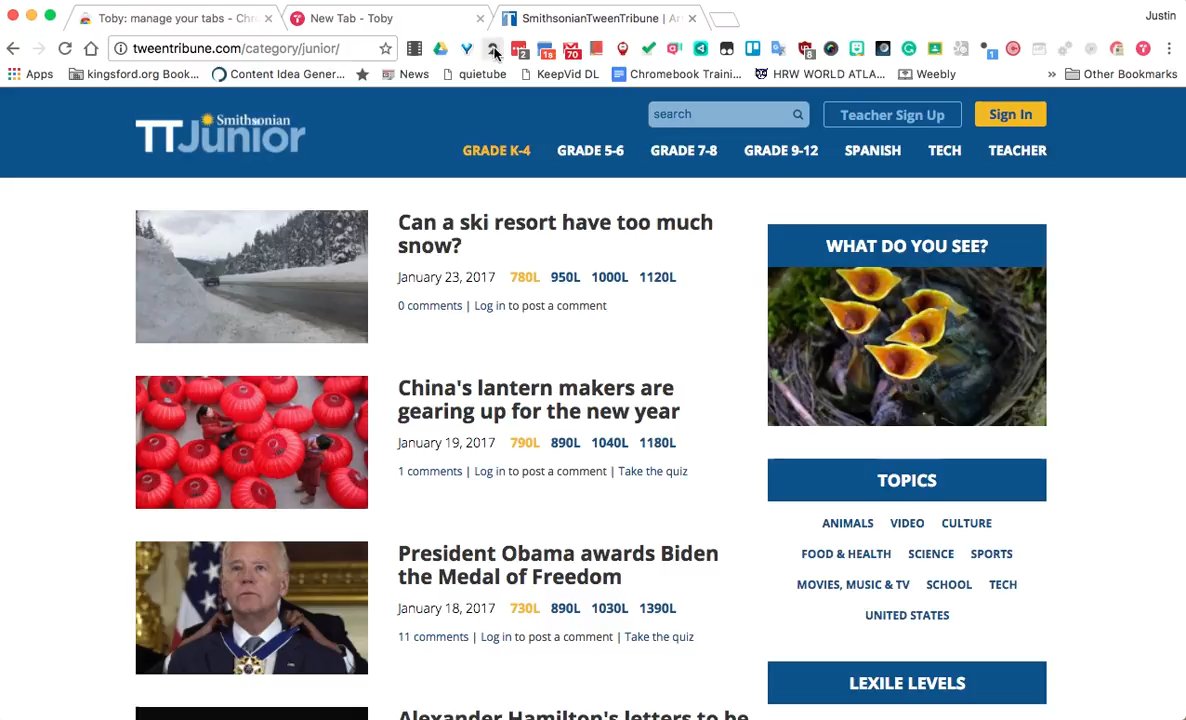 Toby: manage your tabs - Chro
New Tab - Toby
SmithsonianTweenTribune | Ar
Justin
tweentribune.com/category/junior/
2
1s
70
8
1
Apps
kingsford.org Book...
Content Idea Gener...
News
quietube
KeepVid DL
Chromebook Traini...
HRW WORLD ATLA...
Weebly
»
Other Bookmarks
Smithsonian
TTJunior
search
Teacher Sign Up
Sign In
GRADE K-4
GRADE 5-6
GRADE 7-8
GRADE 9-12
SPANISH
TECH
TEACHER
Can a ski resort have too much
snow?
January 23, 2017 780L 950L 1000L 1120L
0 comments | Log in to post a comment
China's lantern makers are
gearing up for the new year
January 19, 2017 790L 890L 1040L 1180L
1 comments | Log in to post a comment | Take the quiz
President Obama awards Biden
the Medal of Freedom
January 18, 2017 730L 890L 1030L 1390L
11 comments | Log in to post a comment | Take the quiz
Alexander Hamilton's letters to be
WHAT DO YOU SEE?
TOPICS
ANIMALS VIDEO CULTURE
FOOD & HEALTH SCIENCE SPORTS
MOVIES, MUSIC & TV SCHOOL TECH
UNITED STATES
LEXILE LEVELS